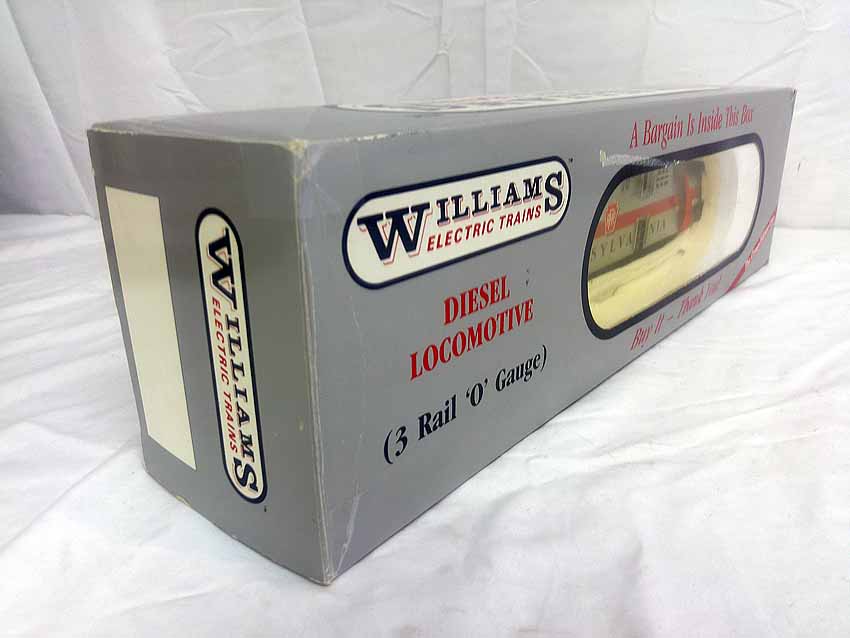 WILLIAMS
ELECTRIC TRAINS
WILLIAMS
ELECTRIC TRAINS
DIESEL
LOCOMOTIVE
(3 Rail 'O' Gauge)
A Bargain Is Inside This Box
SYLVANIA
Buy It – Thank You!